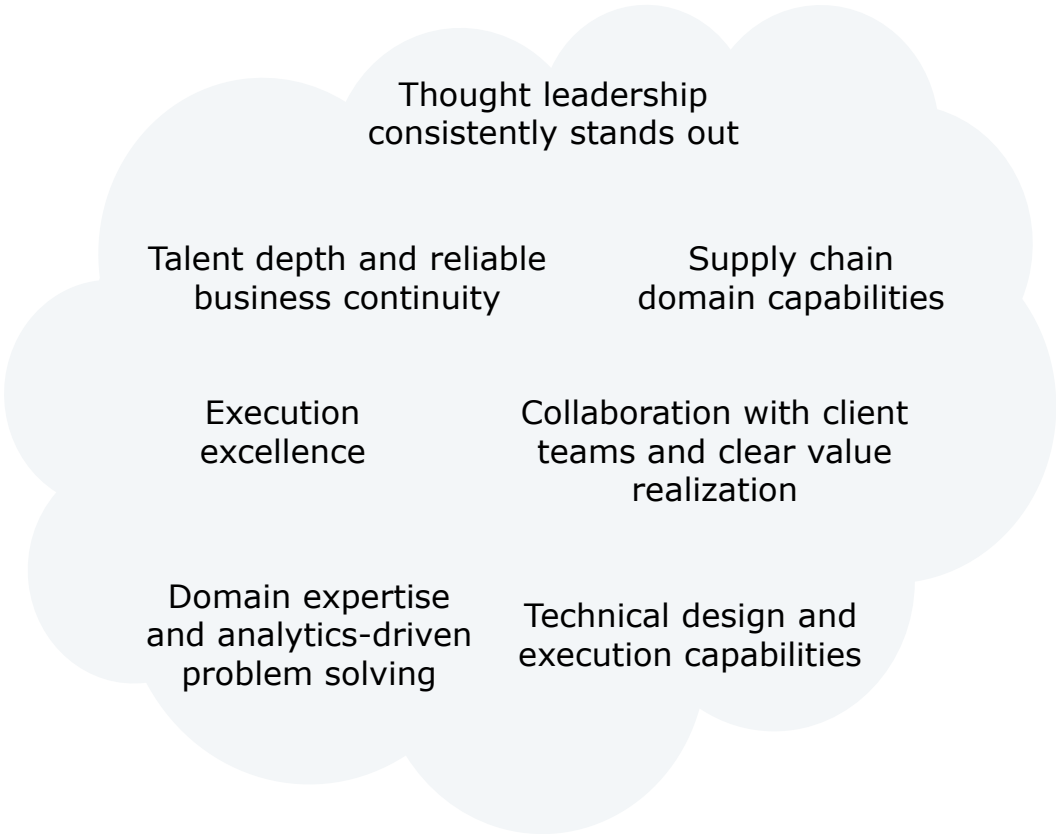 Thought leadership
consistently stands out
Talent depth and reliable
business continuity
Supply chain
domain capabilities
Execution
excellence
Collaboration with client
teams and clear value
realization
Domain expertise
and analytics-driven
problem solving
Technical design and
execution capabilities